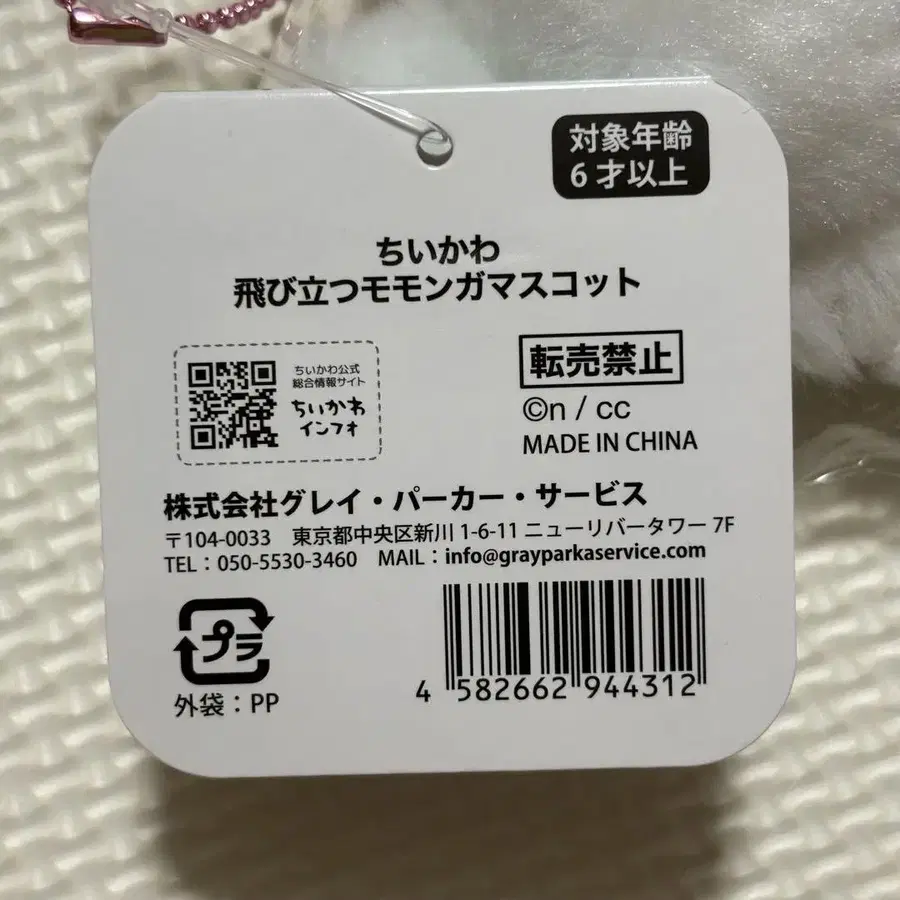 対象年齢
6才以上
ちいかわ
飛び立つモモンガマスコット
ちいかわ公式
総合情報サイト
ちいかわ
インフォ
転売禁止
©n / cc
MADE IN CHINA
株式会社グレイ・パーカー・サービス
〒104-0033 東京都中央区新川 1-6-11 ニューリバータワー 7F
TEL：050-5530-3460 MAIL：info@grayparkaservice.com
プラ
外袋：PP
4 582662 944312